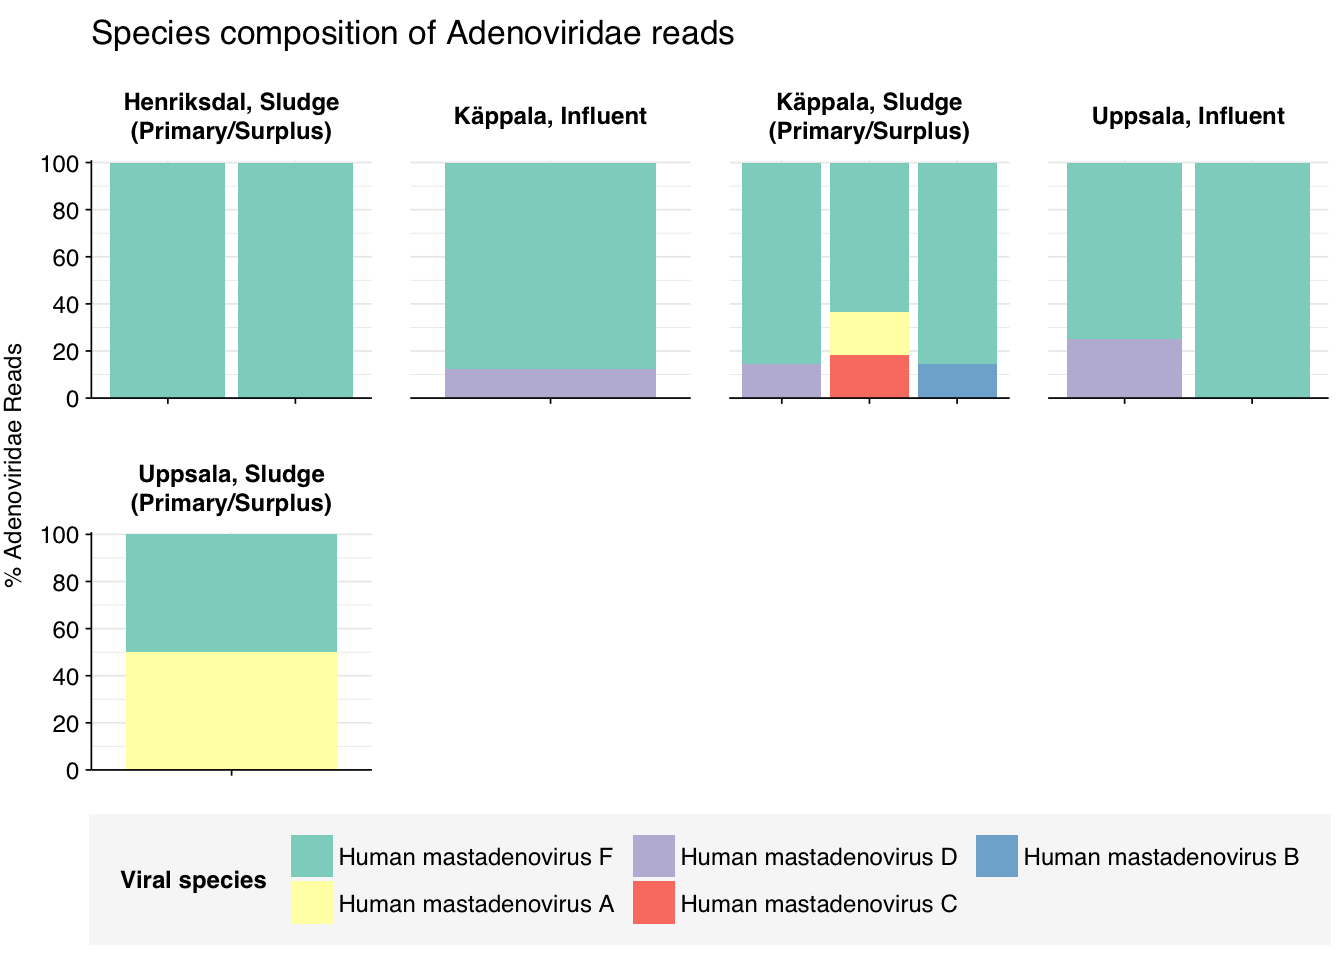 Species composition of Adenoviridae reads
Henriksdal, Sludge
(Primary/Surplus)
Käppala, Influent
Käppala, Sludge
(Primary/Surplus)
Uppsala, Influent
100
80
60
40
20
0
% Adenoviridae Reads
Uppsala, Sludge
(Primary/Surplus)
100
80
60
40
20
0
Viral species
Human mastadenovirus F
Human mastadenovirus D
Human mastadenovirus B
Human mastadenovirus A
Human mastadenovirus C